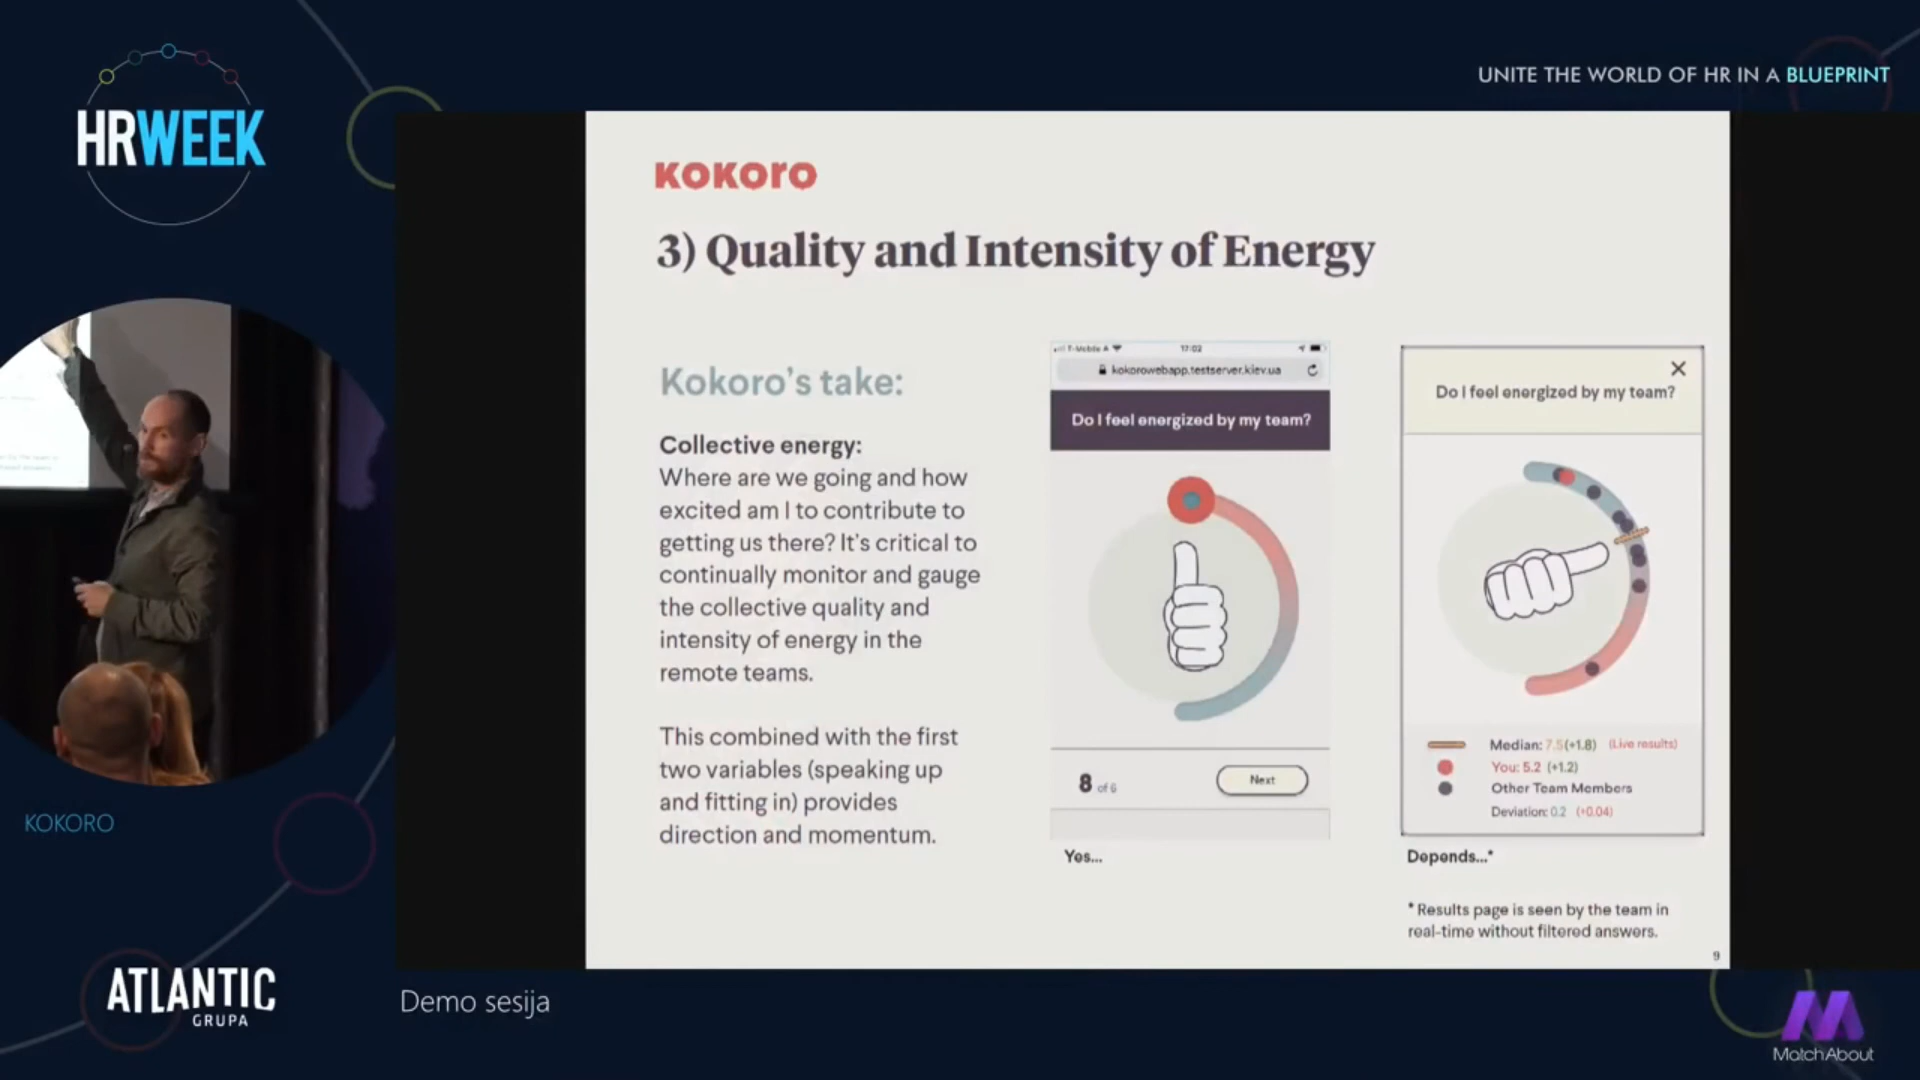 HRWEEK
UNITE THE WORLD OF HR IN A BLUEPRINT
KOKOrO
3) Quality and Intensity of Energy
Kokoro's take:
Collective energy:
Where are we going and how
excited am I to contribute to
getting us there? It's critical to
continually monitor and gauge
the collective quality and
intensity of energy in the
remote teams.
This combined with the first
two variables (speaking up
and fitting in) provides
direction and momentum.
T-Mobile A 17:02
kokorowebapp.testserver.kiev.ua
Do I feel energized by my team?
8 of 6
Next
Yes...
Do I feel energized by my team?
Median: 7.5 (+1.8) (Live results)
You: 5.2 (+1.2)
Other Team Members
Deviation: 0.2 (+0.04)
Depends...*
* Results page is seen by the team in
real-time without filtered answers.
9
KOKORO
ATLANTIC
GRUPA
Demo sesija
MatchAbout